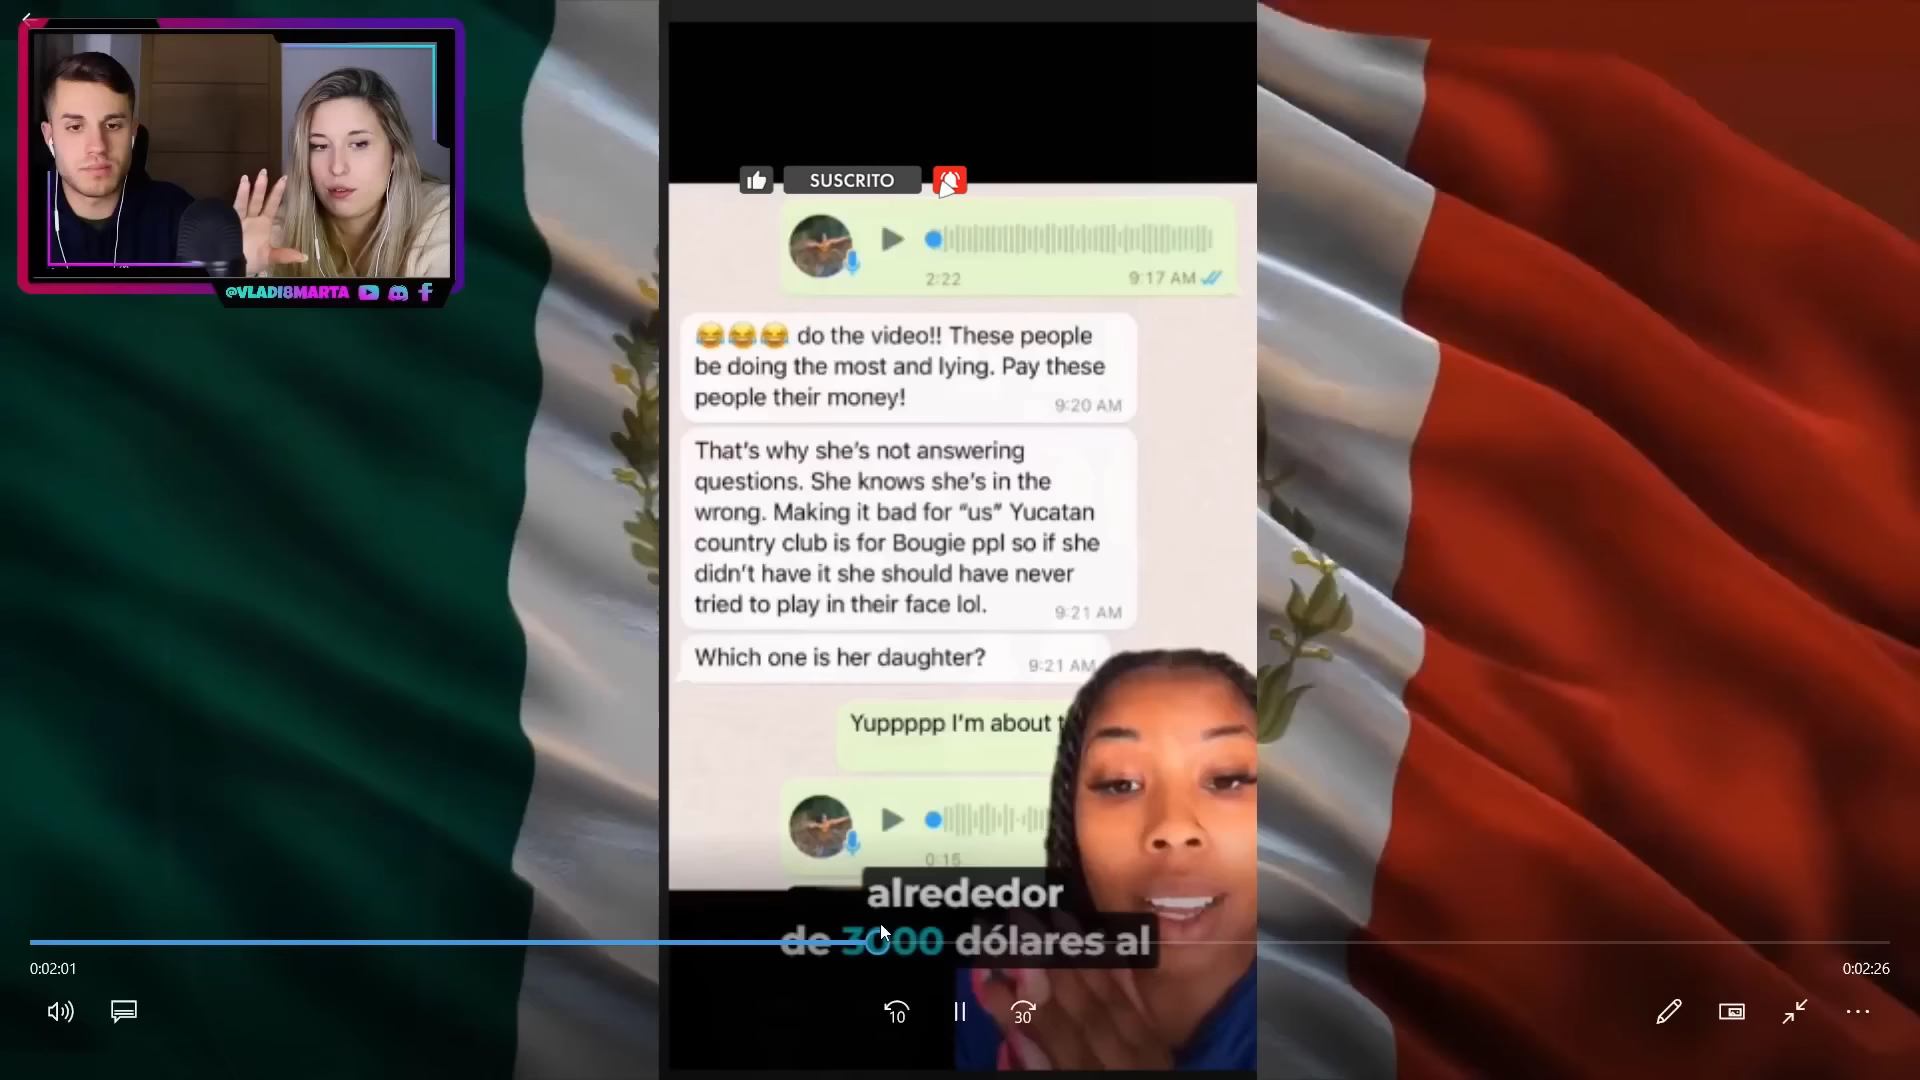 SUSCRITO
@VLADI8MARTA
2:22
9:17 AM
😂😂😂 do the video!! These people
be doing the most and lying. Pay these
people their money!
9:20 AM
That's why she's not answering
questions. She knows she's in the
wrong. Making it bad for “us” Yucatan
country club is for Bougie ppl so if she
didn't have it she should have never
tried to play in their face lol.
9:21 AM
Which one is her daughter?
9:21 AM
Yuppppp I'm about
0:15
alrededor
de 3000 dólares al
0:02:01
0:02:26
10
30